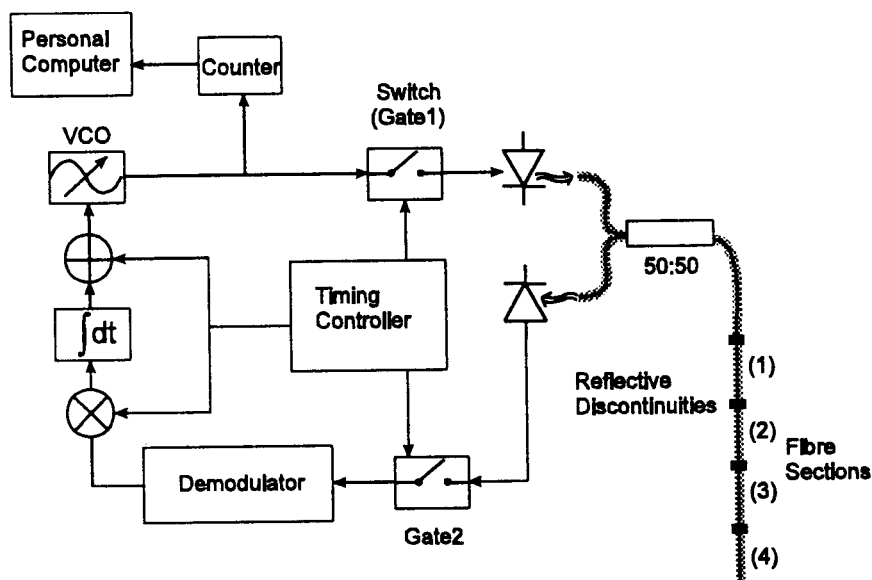 Personal
Computer
Counter
Switch
(Gate1)
VCO
50:50
Timing
Controller
∫dt
Reflective
Discontinuities
(1)
(2)
Fibre
Sections
(3)
(4)
Demodulator
Gate2